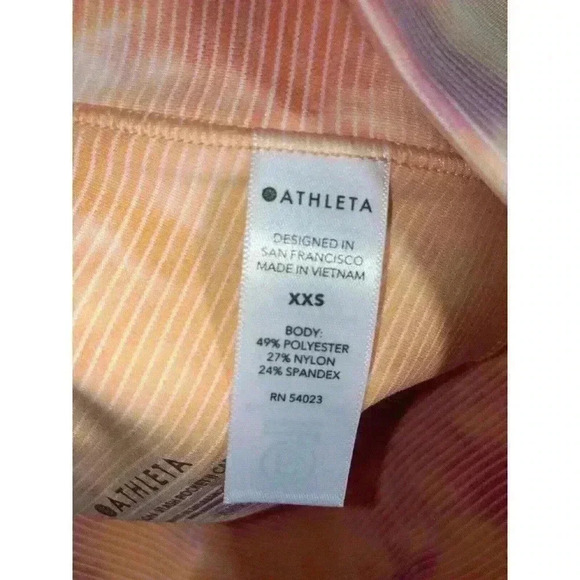 ATHLETA
DESIGNED IN
SAN FRANCISCO
MADE IN VIETNAM
XXS
BODY:
49% POLYESTER
27% NYLON
24% SPANDEX
RN 54023
ATHLETA